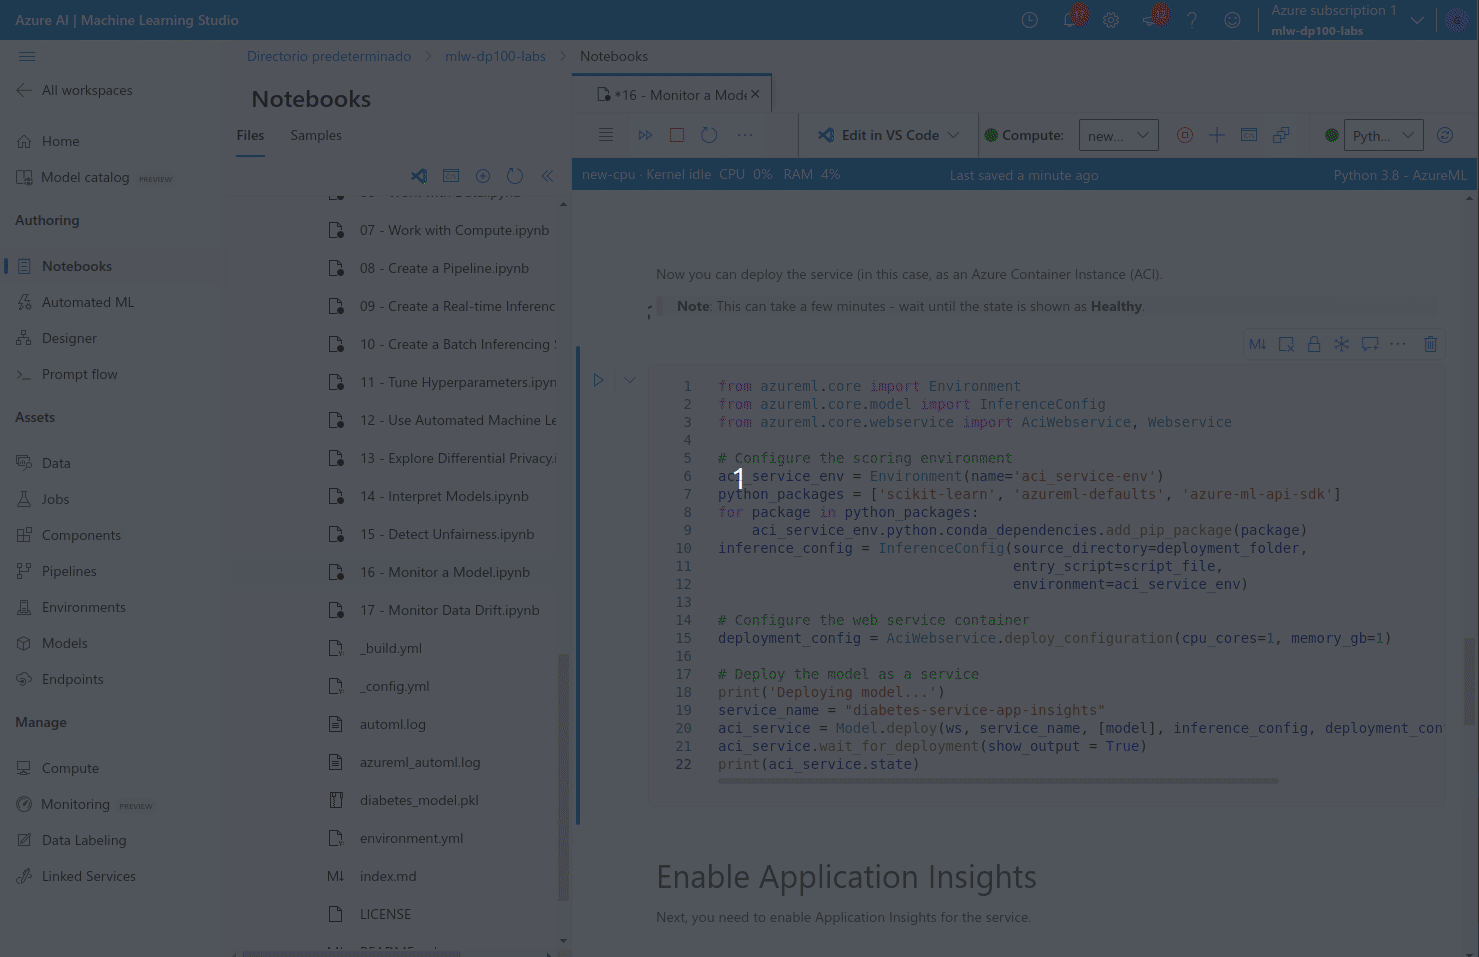 Azure AI | Machine Learning Studio
17
12
Azure subscription 1
mlw-dp100-labs
G
All workspaces
Home
Model catalog PREVIEW
Authoring
Notebooks
Automated ML
Designer
Prompt flow
Assets
Data
Jobs
Components
Pipelines
Environments
Models
Endpoints
Manage
Compute
Monitoring PREVIEW
Data Labeling
Linked Services
Directorio predeterminado > mlw-dp100-labs > Notebooks
Notebooks
Files Samples
07 - Work with Compute.ipynb
08 - Create a Pipeline.ipynb
09 - Create a Real-time Inferenc
10 - Create a Batch Inferencing S
11 - Tune Hyperparameters.ipyn
12 - Use Automated Machine Le
13 - Explore Differential Privacy.i
14 - Interpret Models.ipynb
15 - Detect Unfairness.ipynb
16 - Monitor a Model.ipynb
17 - Monitor Data Drift.ipynb
_build.yml
_config.yml
automl.log
azureml_automl.log
diabetes_model.pkl
environment.yml
M↓ index.md
LICENSE
*16 - Monitor a Mode
Edit in VS Code
Compute: new...
Pyth...
new-cpu · Kernel idle CPU 0% RAM 4%
Last saved a minute ago
Python 3.8 - AzureML
Now you can deploy the service (in this case, as an Azure Container Instance (ACI).
Note: This can take a few minutes - wait until the state is shown as Healthy.
M↓
1 from azureml.core import Environment
2 from azureml.core.model import InferenceConfig
3 from azureml.core.webservice import AciWebservice, Webservice
4
5 # Configure the scoring environment
6 aci_service_env = Environment(name='aci_service-env')
7 python_packages = ['scikit-learn', 'azureml-defaults', 'azure-ml-api-sdk']
8 for package in python_packages:
9 aci_service_env.python.conda_dependencies.add_pip_package(package)
10 inference_config = InferenceConfig(source_directory=deployment_folder,
11 entry_script=script_file,
12 environment=aci_service_env)
13
14 # Configure the web service container
15 deployment_config = AciWebservice.deploy_configuration(cpu_cores=1, memory_gb=1)
16
17 # Deploy the model as a service
18 print('Deploying model...')
19 service_name = "diabetes-service-app-insights"
20 aci_service = Model.deploy(ws, service_name, [model], inference_config, deployment_con
21 aci_service.wait_for_deployment(show_output = True)
22 print(aci_service.state)
1
Enable Application Insights
Next, you need to enable Application Insights for the service.